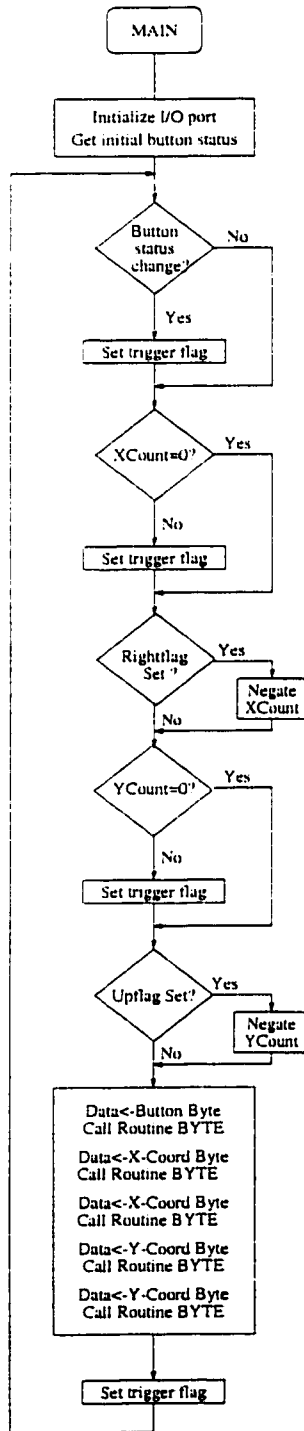 MAIN
Initialize I/O port
Get initial button status
Button
status
change?
No
Yes
Set trigger flag
XCount=0?
Yes
No
Set trigger flag
Rightflag
Set ?
Yes
Negate
XCount
No
YCount=0?
Yes
No
Set trigger flag
Upflag Set?
Yes
Negate
YCount
No
Data<-Button Byte
Call Routine BYTE
Data<-X-Coord Byte
Call Routine BYTE
Data<-X-Coord Byte
Call Routine BYTE
Data<-Y-Coord Byte
Call Routine BYTE
Data<-Y-Coord Byte
Call Routine BYTE
Set trigger flag